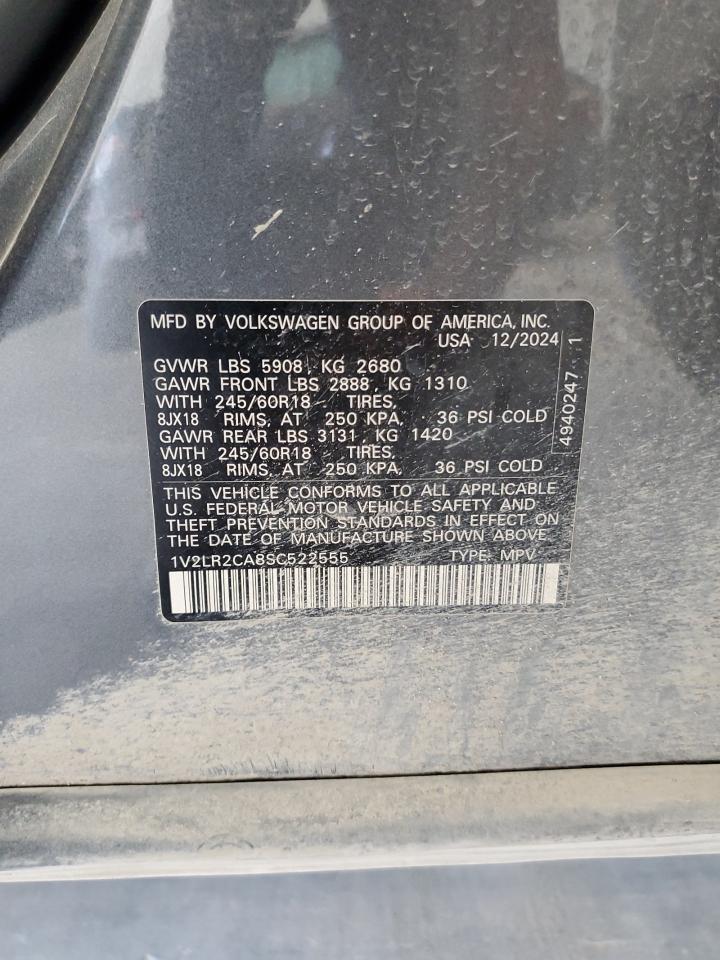 MFD BY VOLKSWAGEN GROUP OF AMERICA, INC.
USA 12/2024
GVWR LBS 5908, KG 2680
GAWR FRONT LBS 2888, KG 1310
WITH 245/60R18 TIRES,
8JX18 RIMS, AT 250 KPA, 36 PSI COLD
GAWR REAR LBS 3131, KG 1420
WITH 245/60R18 TIRES,
8JX18 RIMS, AT 250 KPA, 36 PSI COLD
4940247 1
THIS VEHICLE CONFORMS TO ALL APPLICABLE
U.S. FEDERAL MOTOR VEHICLE SAFETY AND
THEFT PREVENTION STANDARDS IN EFFECT ON
THE DATE OF MANUFACTURE SHOWN ABOVE.
1V2LR2CA8SC522555 TYPE: MPV